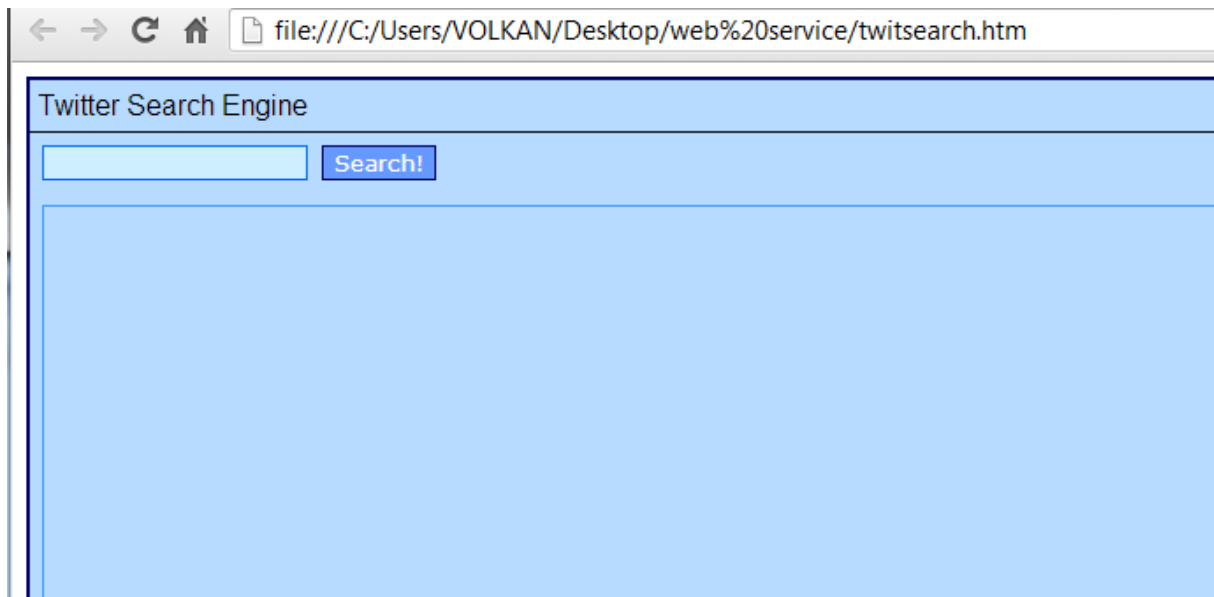 file:///C:/Users/VOLKAN/Desktop/web%20service/twitsearch.htm
Twitter Search Engine
Search!